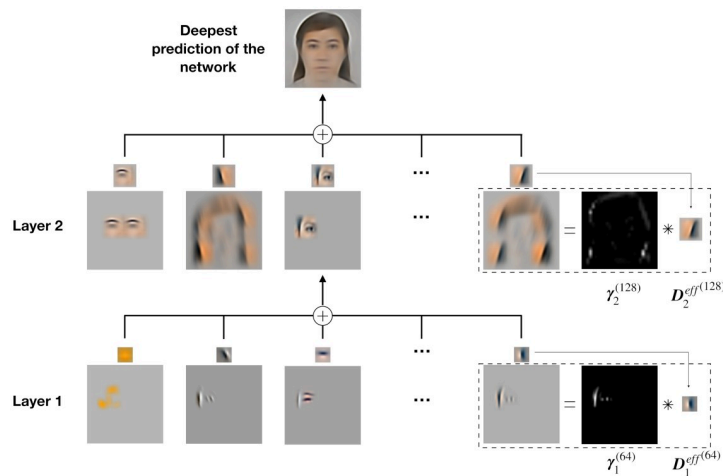 Deepest
prediction of the
network
+
...
Layer 2
...
= *
γ₂⁽¹²⁸⁾ D₂ᵉᶠᶠ⁽¹²⁸⁾
+
...
Layer 1
...
= *
γ₁⁽⁶⁴⁾ D₁ᵉᶠᶠ⁽⁶⁴⁾